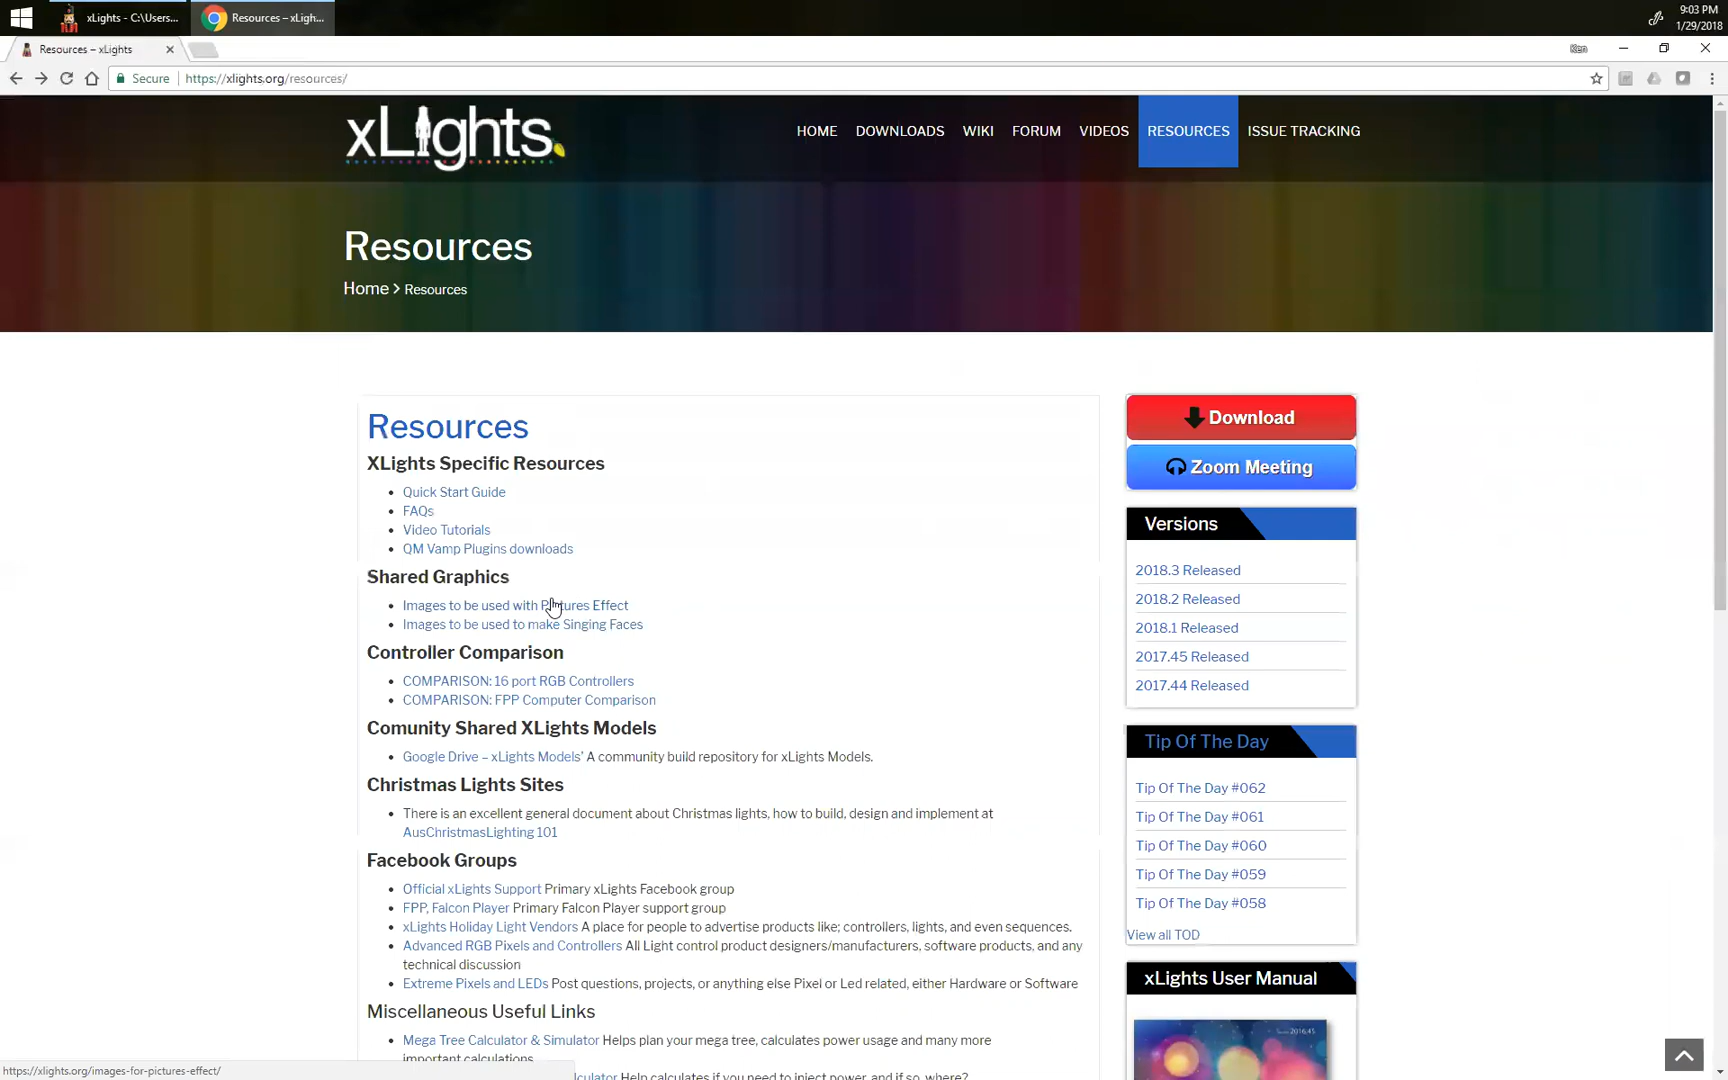 xLights - C:\Users...
Resources – xLigh...
9:03 PM
1/29/2018
Resources – xLights
Ken
Secure
https://xlights.org/resources/
xLights
HOME
DOWNLOADS
WIKI
FORUM
VIDEOS
RESOURCES
ISSUE TRACKING
Resources
Home > Resources
Resources
XLights Specific Resources
Quick Start Guide
FAQs
Video Tutorials
QM Vamp Plugins downloads
Shared Graphics
Images to be used with Pictures Effect
Images to be used to make Singing Faces
Controller Comparison
COMPARISON: 16 port RGB Controllers
COMPARISON: FPP Computer Comparison
Comunity Shared XLights Models
Google Drive – xLights Models' A community build repository for xLights Models.
Christmas Lights Sites
There is an excellent general document about Christmas lights, how to build, design and implement at
AusChristmasLighting 101
Facebook Groups
Official xLights Support Primary xLights Facebook group
FPP, Falcon Player Primary Falcon Player support group
xLights Holiday Light Vendors A place for people to advertise products like; controllers, lights, and even sequences.
Advanced RGB Pixels and Controllers All Light control product designers/manufacturers, software products, and any
technical discussion
Extreme Pixels and LEDs Post questions, projects, or anything else Pixel or Led related, either Hardware or Software
Miscellaneous Useful Links
Mega Tree Calculator & Simulator Helps plan your mega tree, calculates power usage and many more
important calculations.
Help calculates if you need to inject power, and if so, where?
Download
Zoom Meeting
Versions
2018.3 Released
2018.2 Released
2018.1 Released
2017.45 Released
2017.44 Released
Tip Of The Day
Tip Of The Day #062
Tip Of The Day #061
Tip Of The Day #060
Tip Of The Day #059
Tip Of The Day #058
View all TOD
xLights User Manual
https://xlights.org/images-for-pictures-effect/